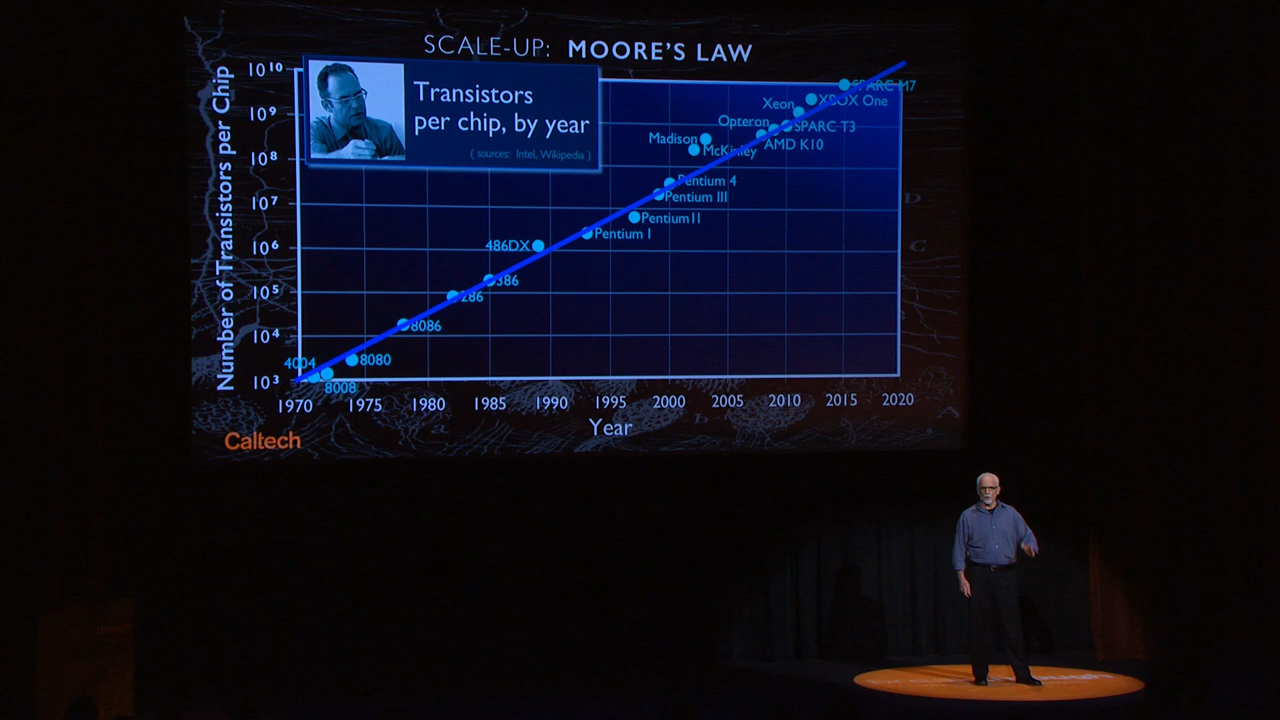 SCALE-UP: MOORE'S LAW
Transistors
per chip, by year
( sources: Intel, Wikipedia )
Number of Transistors per Chip
10¹⁰
10⁹
10⁸
10⁷
10⁶
10⁵
10⁴
10³
SPARC M7
XBOX One
Xeon
Opteron
SPARC T3
AMD K10
Madison
McKinley
Pentium 4
Pentium III
Pentium II
Pentium I
486DX
386
286
8086
8080
4004
8008
1970 1975 1980 1985 1990 1995 2000 2005 2010 2015 2020
Year
Caltech